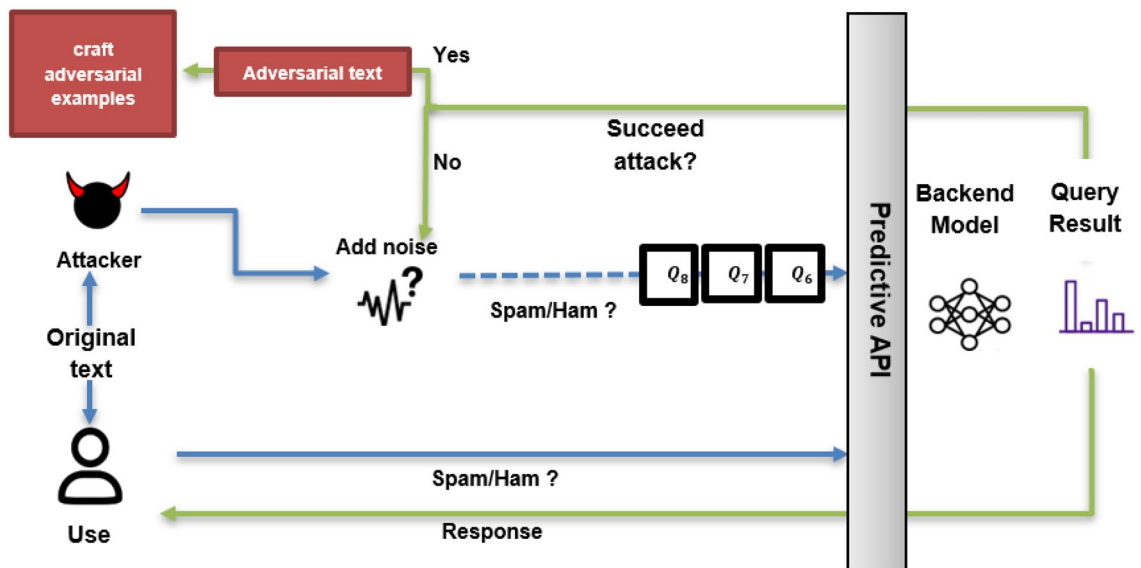 craft
adversarial
examples
Adversarial text
Yes
Succeed
attack?
No
Attacker
Add noise
?
Q₈
Q₇
Q₆
Spam/Ham ?
Predictive API
Backend
Model
Query
Result
Original
text
Spam/Ham ?
Use
Response